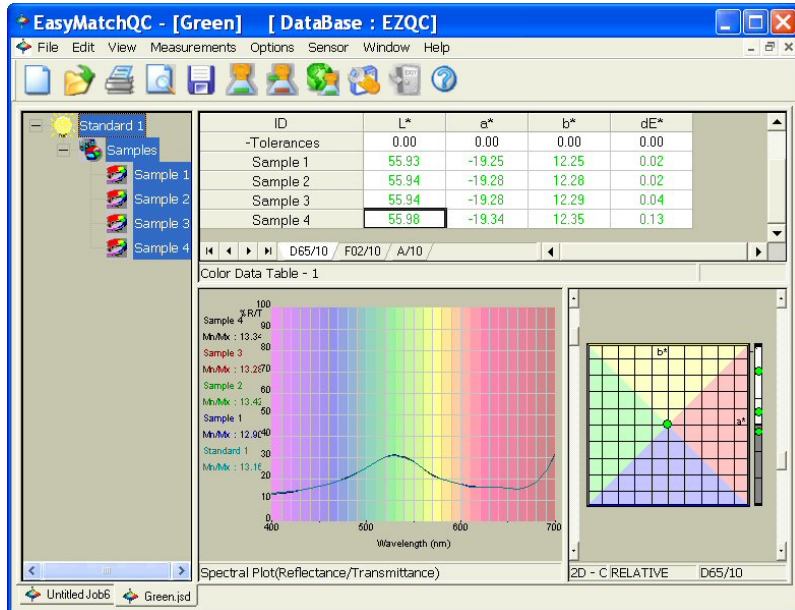 EasyMatchQC - [Green] [ DataBase : EZQC]
File Edit View Measurements Options Sensor Window Help
Standard 1
Samples
Sample 1
Sample 2
Sample 3
Sample 4
ID L* a* b* dE*
-Tolerances 0.00 0.00 0.00 0.00
Sample 1 55.93 -19.25 12.25 0.02
Sample 2 55.94 -19.28 12.28 0.02
Sample 3 55.94 -19.28 12.29 0.04
Sample 4 55.98 -19.34 12.35 0.13
D65/10 F02/10 A/10
Color Data Table - 1
%R/T
100
90
80
70
60
50
40
30
20
10
0
Sample 4
Mn/Mx : 13.34
Sample 3
Mn/Mx : 13.28
Sample 2
Mn/Mx : 13.42
Sample 1
Mn/Mx : 12.90
Standard 1
Mn/Mx : 13.16
400 500 600 700
Wavelength (nm)
b*
a*
Spectral Plot(Reflectance/Transmittance)
2D - C RELATIVE D65/10
Untitled Job6 Green.jsd